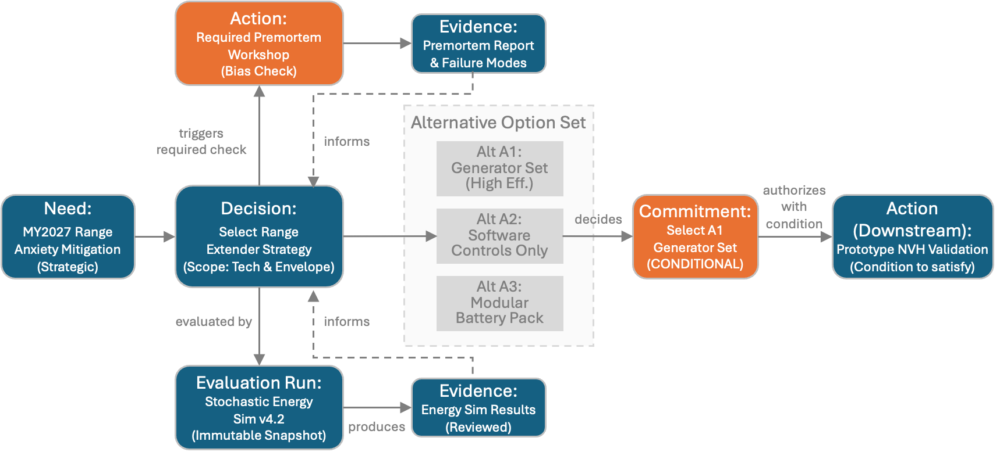 Action:
Required Premortem
Workshop
(Bias Check)
Evidence:
Premortem Report
& Failure Modes
triggers
required check
informs
Alternative Option Set
Alt A1:
Generator Set
(High Eff.)
Alt A2:
Software
Controls Only
Alt A3:
Modular
Battery Pack
Need:
MY2027 Range
Anxiety Mitigation
(Strategic)
Decision:
Select Range
Extender Strategy
(Scope: Tech & Envelope)
decides
Commitment:
Select A1
Generator Set
(CONDITIONAL)
authorizes
with
condition
Action
(Downstream):
Prototype NVH Validation
(Condition to satisfy)
evaluated by
informs
Evaluation Run:
Stochastic Energy
Sim v4.2
(Immutable Snapshot)
produces
Evidence:
Energy Sim Results
(Reviewed)